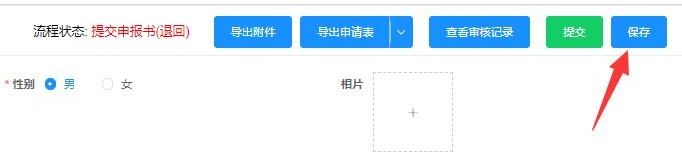 流程状态: 提交申报书(退回) 导出附件 导出申请表 查看审核记录 提交 保存
* 性别 男 女 相片
+